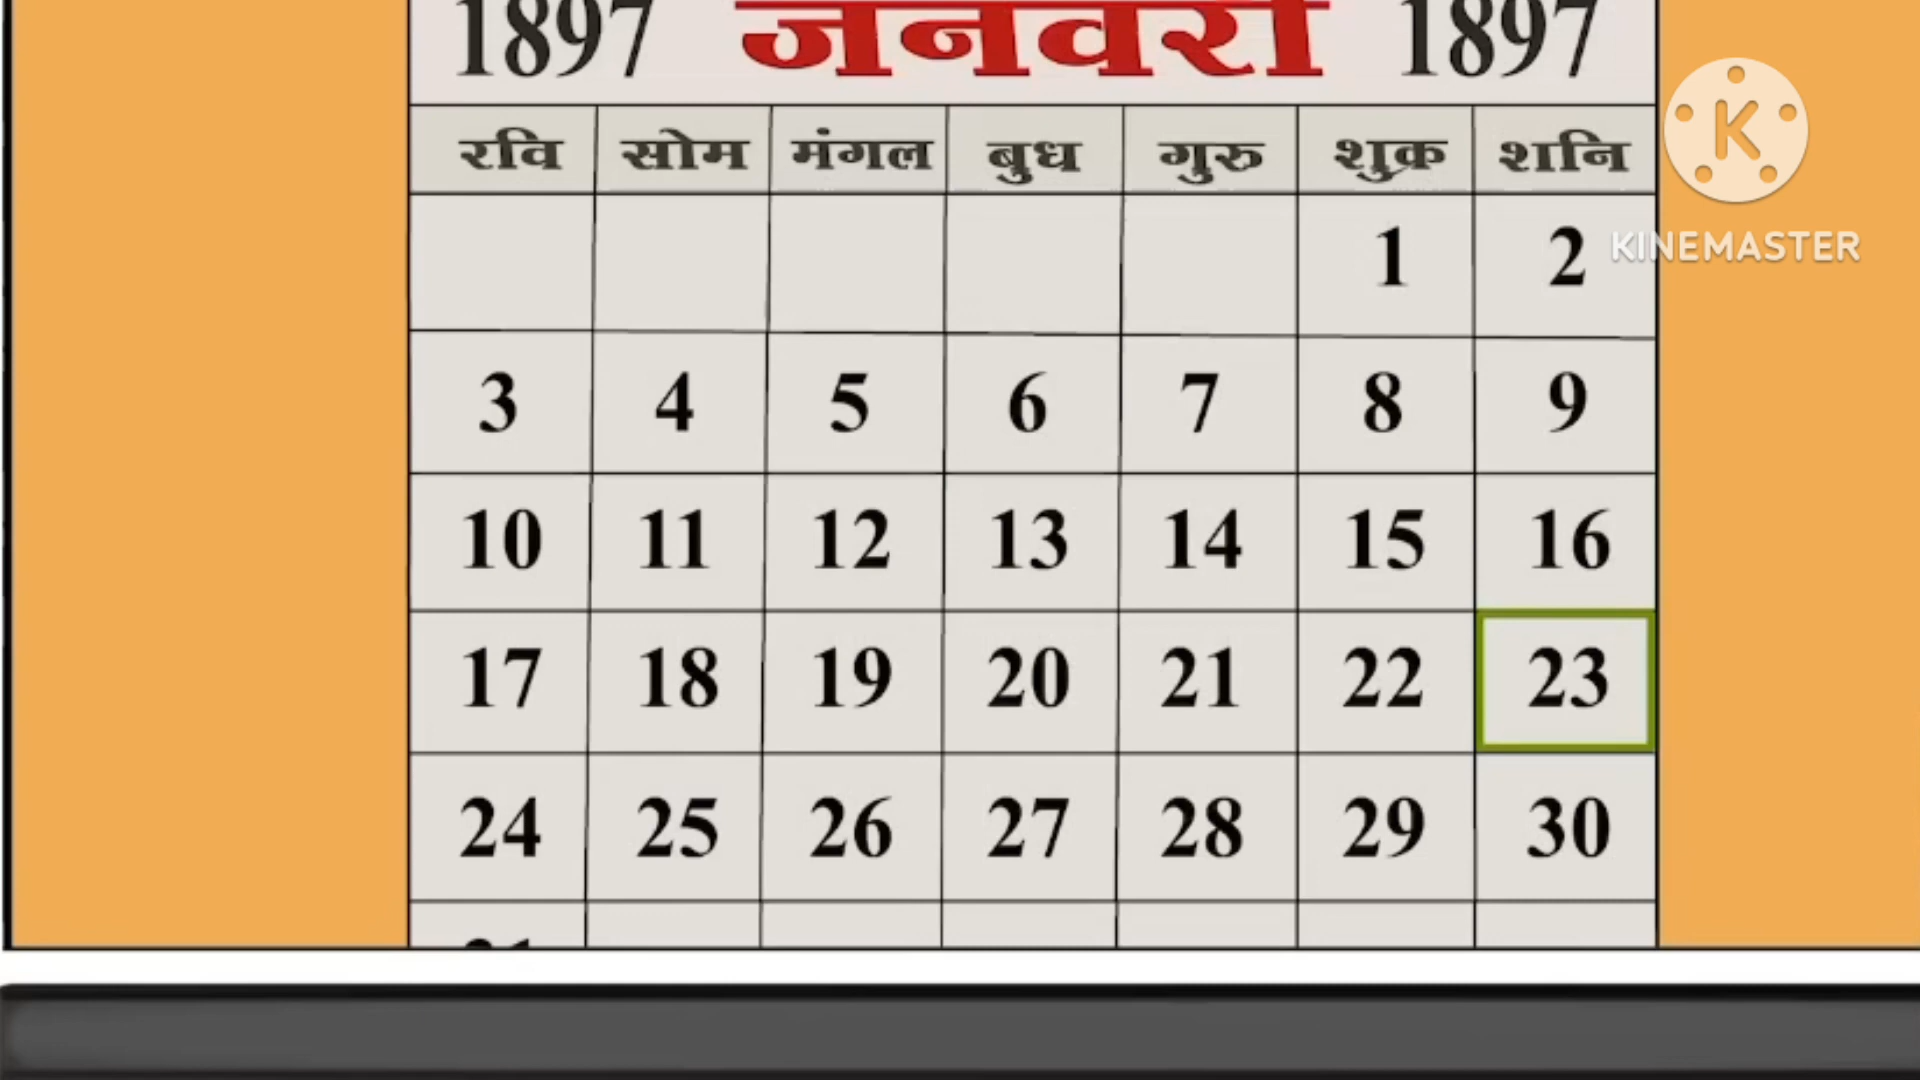 1897 जनवरी 1897
रवि सोम मंगल बुध गुरु शुक्र शनि
1 2
3 4 5 6 7 8 9
10 11 12 13 14 15 16
17 18 19 20 21 22 23
24 25 26 27 28 29 30
K
KINEMASTER